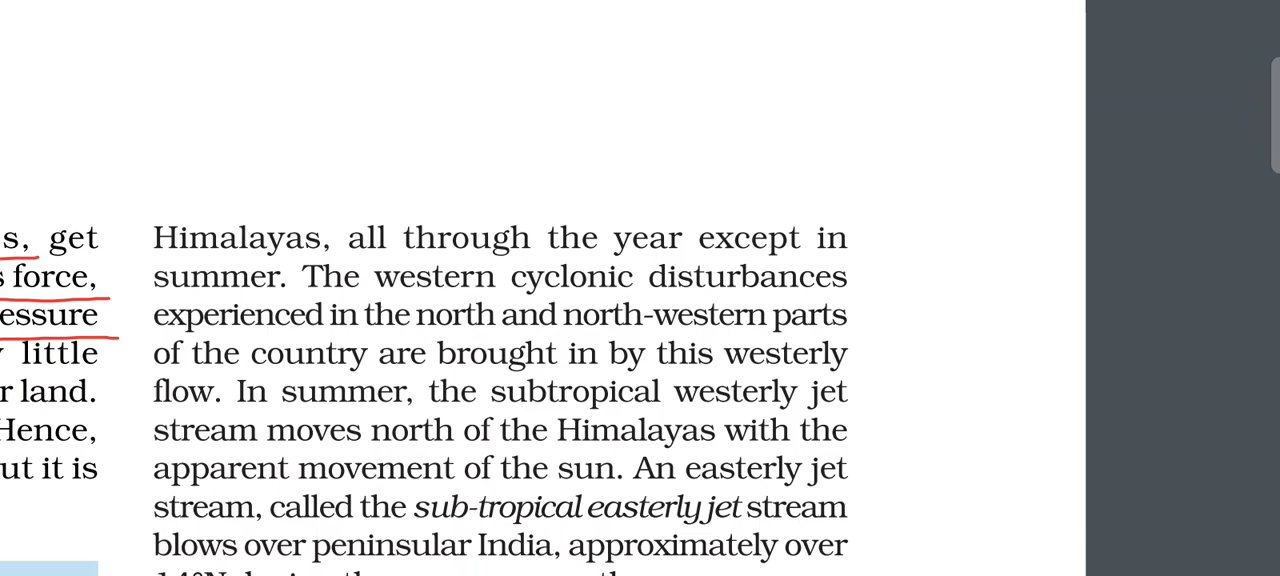 s, get
s force,
essure
little
r land.
Hence,
ut it is
Himalayas, all through the year except in
summer. The western cyclonic disturbances
experienced in the north and north-western parts
of the country are brought in by this westerly
flow. In summer, the subtropical westerly jet
stream moves north of the Himalayas with the
apparent movement of the sun. An easterly jet
stream, called the sub-tropical easterly jet stream
blows over peninsular India, approximately over